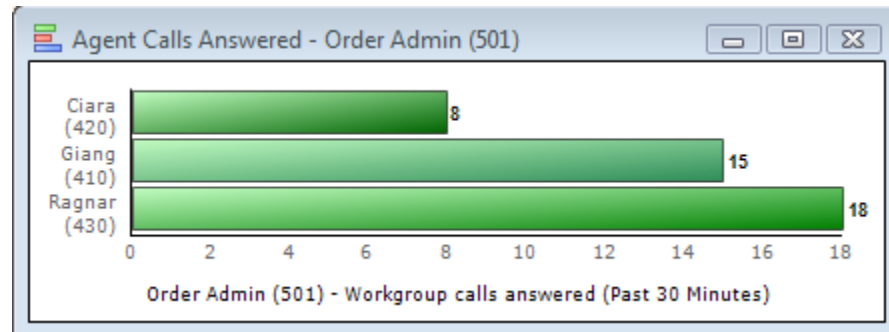 Agent Calls Answered - Order Admin (501)
Ciara
(420)
8
Giang
(410)
15
Ragnar
(430)
18
0 2 4 6 8 10 12 14 16 18
Order Admin (501) - Workgroup calls answered (Past 30 Minutes)